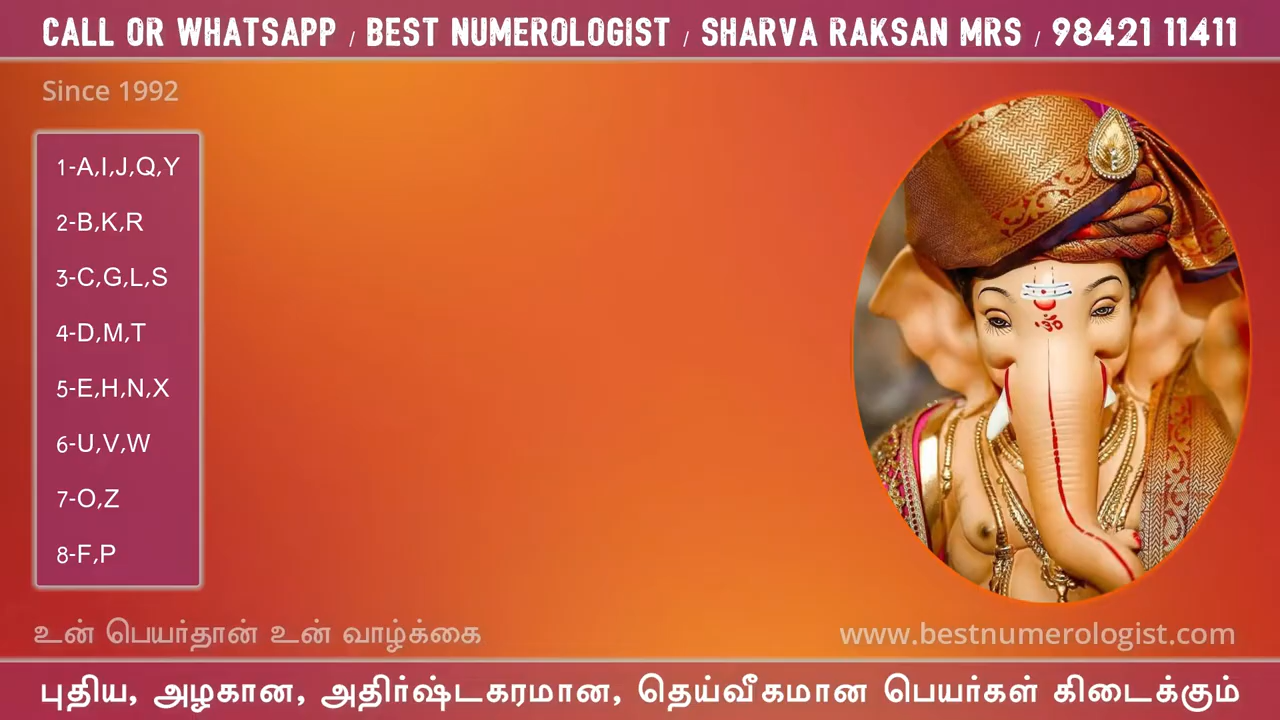 CALL OR WHATSAPP / BEST NUMEROLOGIST / SHARVA RAKSAN MRS / 98421 11411
Since 1992
1-A,I,J,Q,Y
2-B,K,R
3-C,G,L,S
4-D,M,T
5-E,H,N,X
6-U,V,W
7-O,Z
8-F,P
ॐ
உன் பெயர்தான் உன் வாழ்க்கை
www.bestnumerologist.com
புதிய, அழகான, அதிர்ஷ்டகரமான, தெய்வீகமான பெயர்கள் கிடைக்கும்